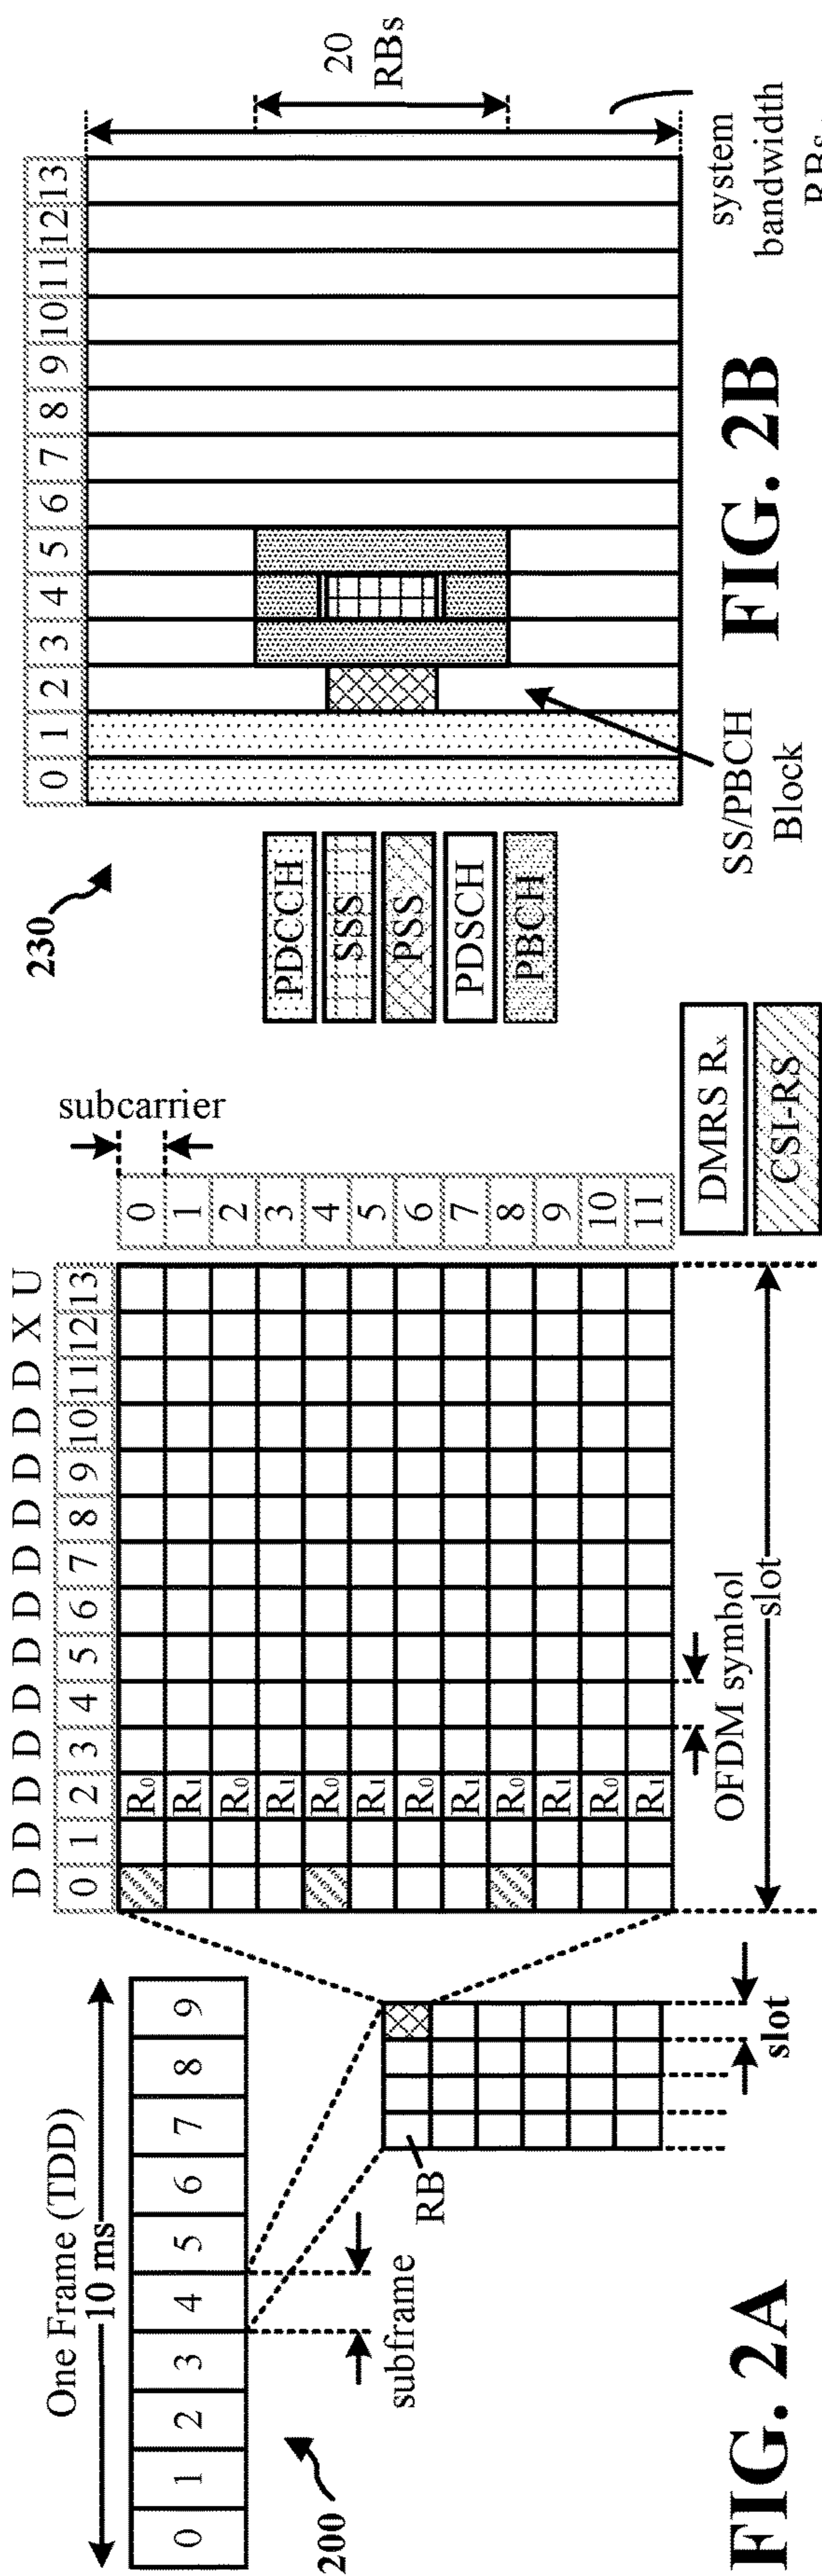 One Frame (TDD)
10 ms
0 1 2 3 4 5 6 7 8 9
subframe
200
RB
slot
D D D D D D D D D D D D X U
0 1 2 3 4 5 6 7 8 9 10 11 12 13
R0
R1
R0
R1
R0
R1
R0
R1
R0
R1
R0
R1
0
1
2
3
4
5
6
7
8
9
10
11
subcarrier
OFDM symbol
slot
DMRS Rx
CSI-RS
FIG. 2A
230
PDCCH
SSS
PSS
PDSCH
PBCH
0 1 2 3 4 5 6 7 8 9 10 11 12 13
20
RBs
SS/PBCH
Block
system
bandwidth
FIG. 2B